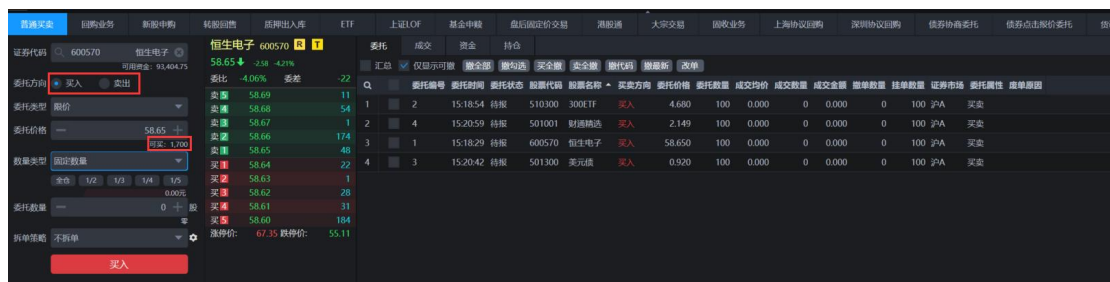 普通买卖 回购业务 新股申购 转股回售 质押出入库 ETF 上证LOF 基金申赎 盘后固定价交易 港股通 大宗交易 固收业务 上海协议回购 深圳协议回购 债券协商委托 债券点击报价委托
证券代码 600570 恒生电子
可用资金: 93,404.75
委托方向 买入 卖出
委托类型 限价
委托价格 58.65
可买: 1,700
数量类型 固定数量
全仓 1/2 1/3 1/4 1/5
0.00元
委托数量 0 股
零
拆单策略 不拆单
买入
恒生电子 600570 R T
58.65 -2.58 -4.21%
委比 -4.06% 委差 -22
卖5 58.69 11
卖4 58.68 54
卖3 58.67 1
卖2 58.66 174
卖1 58.65 48
买1 58.64 22
买2 58.63 1
买3 58.62 28
买4 58.61 31
买5 58.60 184
涨停价: 67.35 跌停价: 55.11
委托 成交 资金 持仓
汇总 仅显示可撤 撤全部 撤勾选 买全撤 卖全撤 撤代码 撤最新 改单
委托编号 委托时间 委托状态 股票代码 股票名称 买卖方向 委托价格 委托数量 成交均价 成交数量 成交金额 撤单数量 挂单数量 证券市场 委托属性 废单原因
1 2 15:18:54 待报 510300 300ETF 买入 4.680 100 0.000 0 0.000 0 100 沪A 买卖
2 4 15:20:59 待报 501001 财通精选 买入 2.149 100 0.000 0 0.000 0 100 沪A 买卖
3 1 15:18:29 待报 600570 恒生电子 买入 58.650 100 0.000 0 0.000 0 100 沪A 买卖
4 3 15:20:42 待报 501300 美元债 买入 0.920 100 0.000 0 0.000 0 100 沪A 买卖